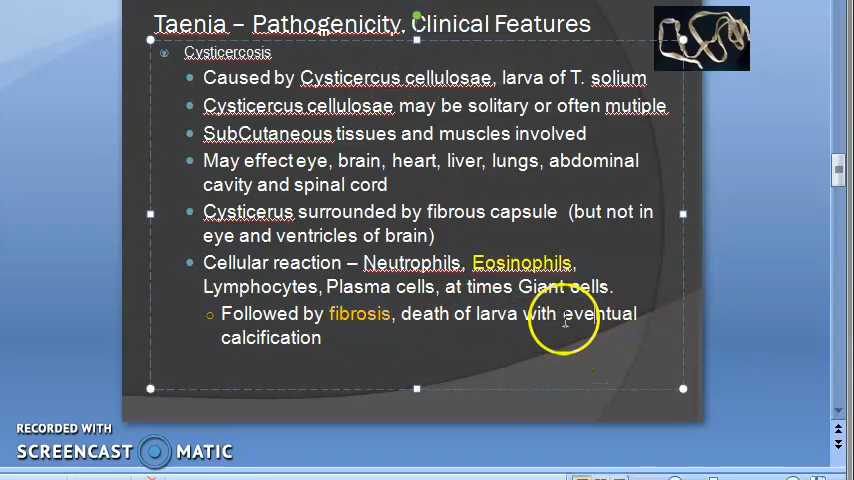 Taenia – Pathogenicity, Clinical Features
Cysticercosis
Caused by Cysticercus cellulosae, larva of T. solium
Cysticercus cellulosae may be solitary or often mutiple
SubCutaneous tissues and muscles involved
May effect eye, brain, heart, liver, lungs, abdominal
cavity and spinal cord
Cysticerus surrounded by fibrous capsule (but not in
eye and ventricles of brain)
Cellular reaction – Neutrophils, Eosinophils,
Lymphocytes, Plasma cells, at times Giant cells.
Followed by fibrosis, death of larva with eventual
calcification
RECORDED WITH
SCREENCAST MATIC